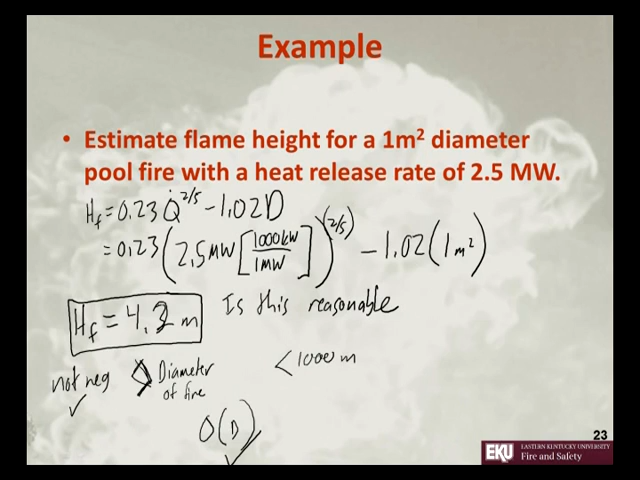 Example
• Estimate flame height for a 1m² diameter
pool fire with a heat release rate of 2.5 MW.
H_f = 0.23 Q̇^(2/5) − 1.02 D
= 0.23 (2.5 MW [1000 kW / 1 MW])^(2/5) − 1.02 (1 m²)
H_f = 4.2 m Is this reasonable
not neg ✓
> Diameter of fire
< 1000 m
O(D) ✓
23
EKU EASTERN KENTUCKY UNIVERSITY
Fire and Safety